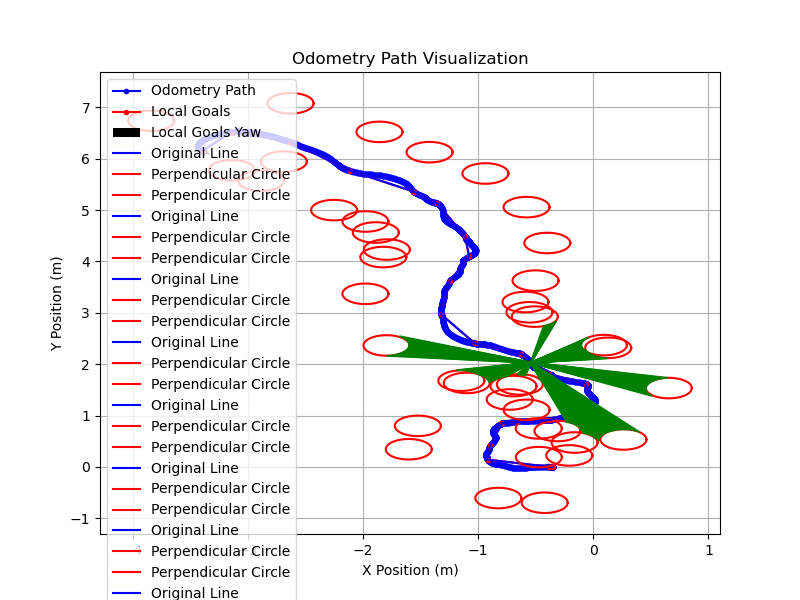 Odometry Path Visualization
Odometry Path
Local Goals
Local Goals Yaw
Original Line
Perpendicular Circle
Perpendicular Circle
Original Line
Perpendicular Circle
Perpendicular Circle
Original Line
Perpendicular Circle
Perpendicular Circle
Original Line
Perpendicular Circle
Perpendicular Circle
Original Line
Perpendicular Circle
Perpendicular Circle
Original Line
Perpendicular Circle
Perpendicular Circle
Original Line
Perpendicular Circle
Perpendicular Circle
Original Line
Y Position (m)
7
6
5
4
3
2
1
0
−1
−2
−1
0
1
X Position (m)